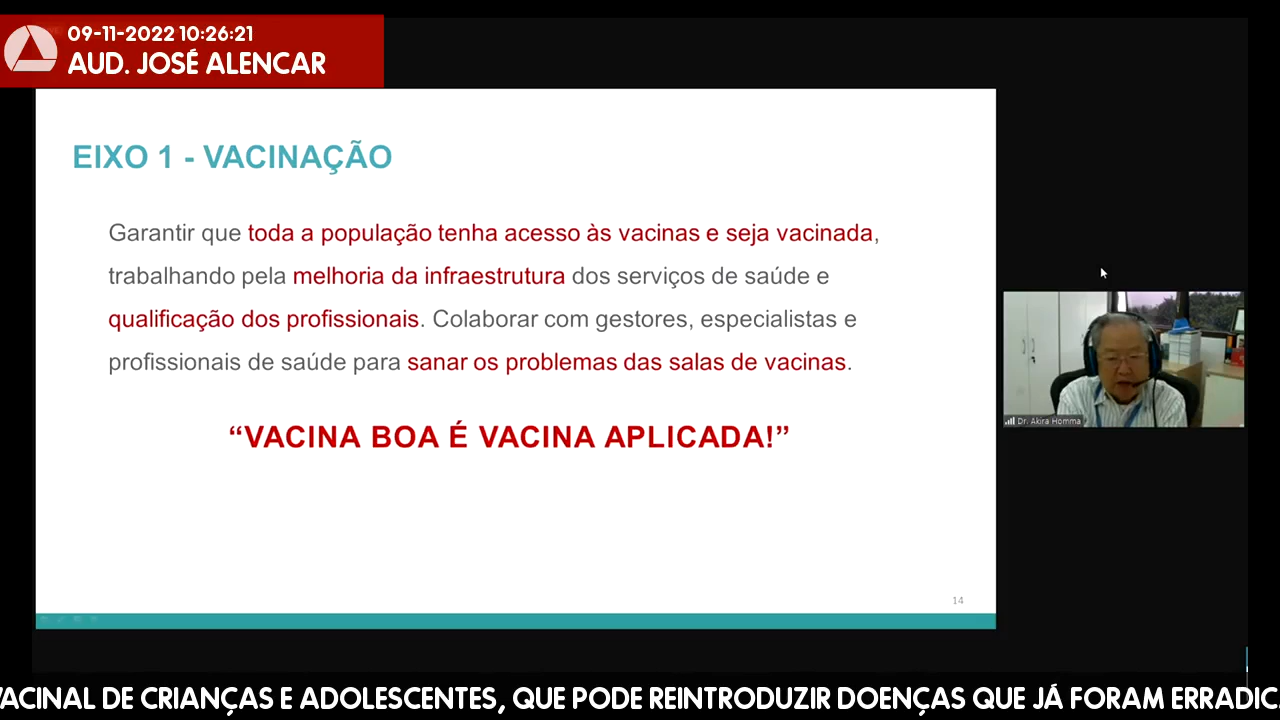 09-11-2022 10:26:21
AUD. JOSÉ ALENCAR
EIXO 1 - VACINAÇÃO
Garantir que toda a população tenha acesso às vacinas e seja vacinada,
trabalhando pela melhoria da infraestrutura dos serviços de saúde e
qualificação dos profissionais. Colaborar com gestores, especialistas e
profissionais de saúde para sanar os problemas das salas de vacinas.
“VACINA BOA É VACINA APLICADA!”
14
Dr. Akira Homma
VACINAL DE CRIANÇAS E ADOLESCENTES, QUE PODE REINTRODUZIR DOENÇAS QUE JÁ FORAM ERRADIC